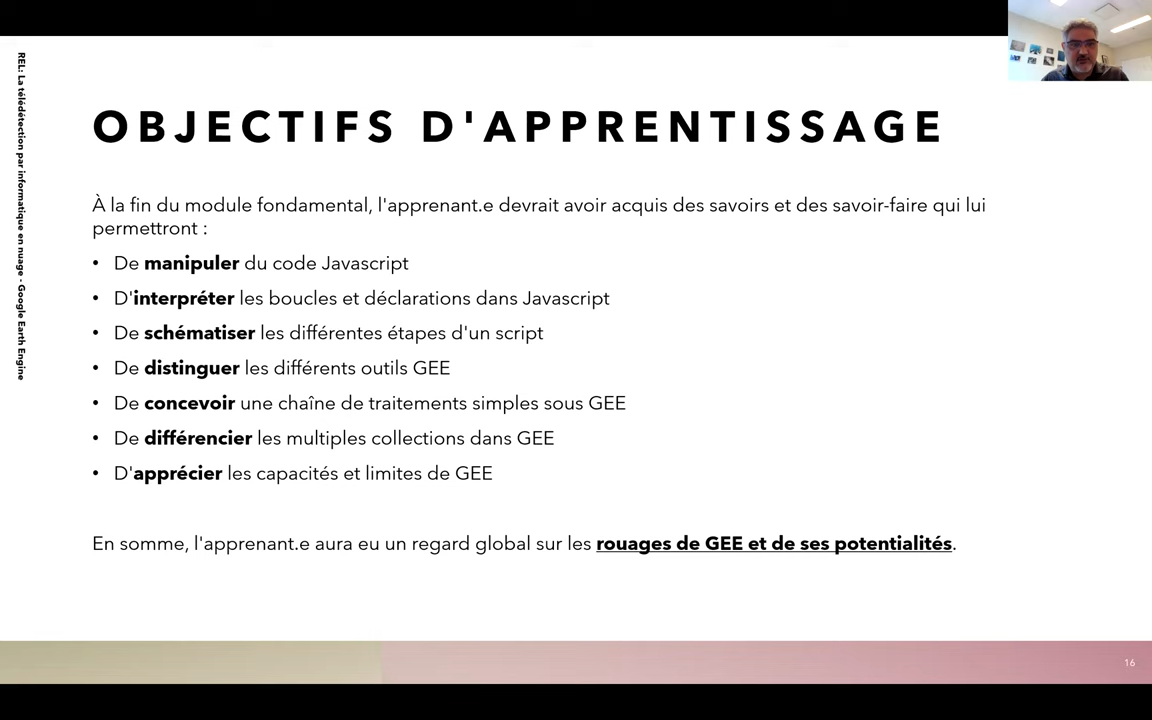 REL: La télédétection par informatique en nuage - Google Earth Engine
OBJECTIFS D'APPRENTISSAGE
À la fin du module fondamental, l'apprenant.e devrait avoir acquis des savoirs et des savoir-faire qui lui
permettront :
• De manipuler du code Javascript
• D'interpréter les boucles et déclarations dans Javascript
• De schématiser les différentes étapes d'un script
• De distinguer les différents outils GEE
• De concevoir une chaîne de traitements simples sous GEE
• De différencier les multiples collections dans GEE
• D'apprécier les capacités et limites de GEE
En somme, l'apprenant.e aura eu un regard global sur les rouages de GEE et de ses potentialités.
16